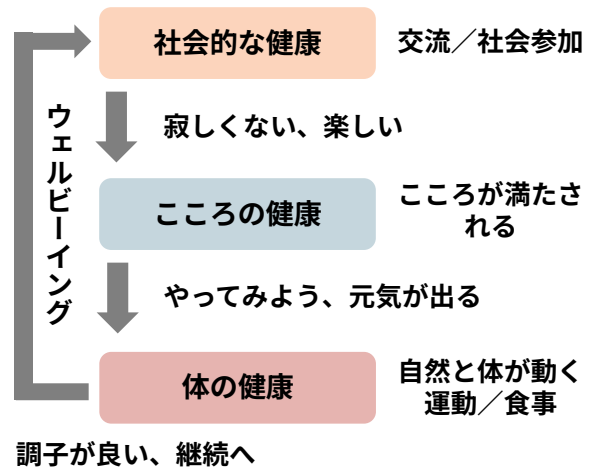 社会的な健康
交流／社会参加
寂しくない、楽しい
ウェルビーイング
こころの健康
こころが満たさ
れる
やってみよう、元気が出る
体の健康
自然と体が動く
運動／食事
調子が良い、継続へ